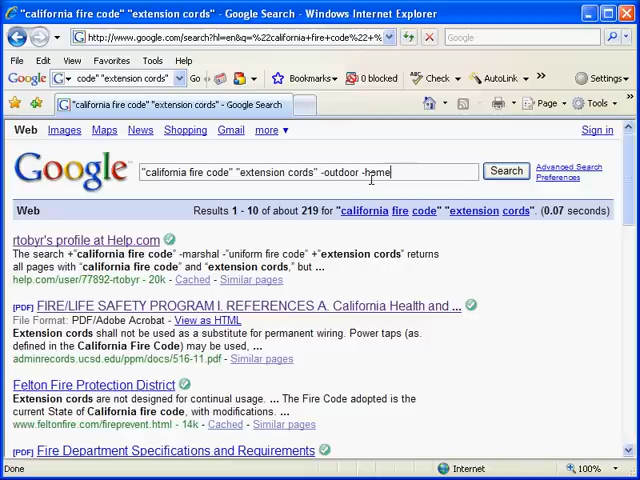 "california fire code" "extension cords" - Google Search - Windows Internet Explorer
http://www.google.com/search?hl=en&q=%22california+fire+code+%
Google
File Edit View Favorites Tools Help
Google code" "extension cords" Go Bookmarks 0 blocked Check AutoLink Settings
"california fire code" "extension cords" - Google Search
Page Tools
Web Images Maps News Shopping Gmail more Sign in
Google "california fire code" "extension cords" -outdoor -home Search Advanced Search
Preferences
Web Results 1 - 10 of about 219 for "california fire code" "extension cords". (0.07 seconds)
rtobyr's profile at Help.com
The search +"california fire code" -marshal -"uniform fire code" +"extension cords" returns
all pages with "california fire code" and "extension cords," but ...
help.com/user/77892-rtobyr - 20k - Cached - Similar pages
[PDF] FIRE/LIFE SAFETY PROGRAM I. REFERENCES A. California Health and ...
File Format: PDF/Adobe Acrobat - View as HTML
Extension cords shall not be used as a substitute for permanent wiring. Power taps (as
defined in the California Fire Code) may be used, ...
adminrecords.ucsd.edu/ppm/docs/516-11.pdf - Similar pages
Felton Fire Protection District
Extension cords are not designed for continual usage. ... The Fire Code adopted is the
current State of California fire code, with modifications. ...
www.feltonfire.com/fireprevent.html - 14k - Cached - Similar pages
[PDF] Fire Department Specifications and Requirements
Done Internet 100%